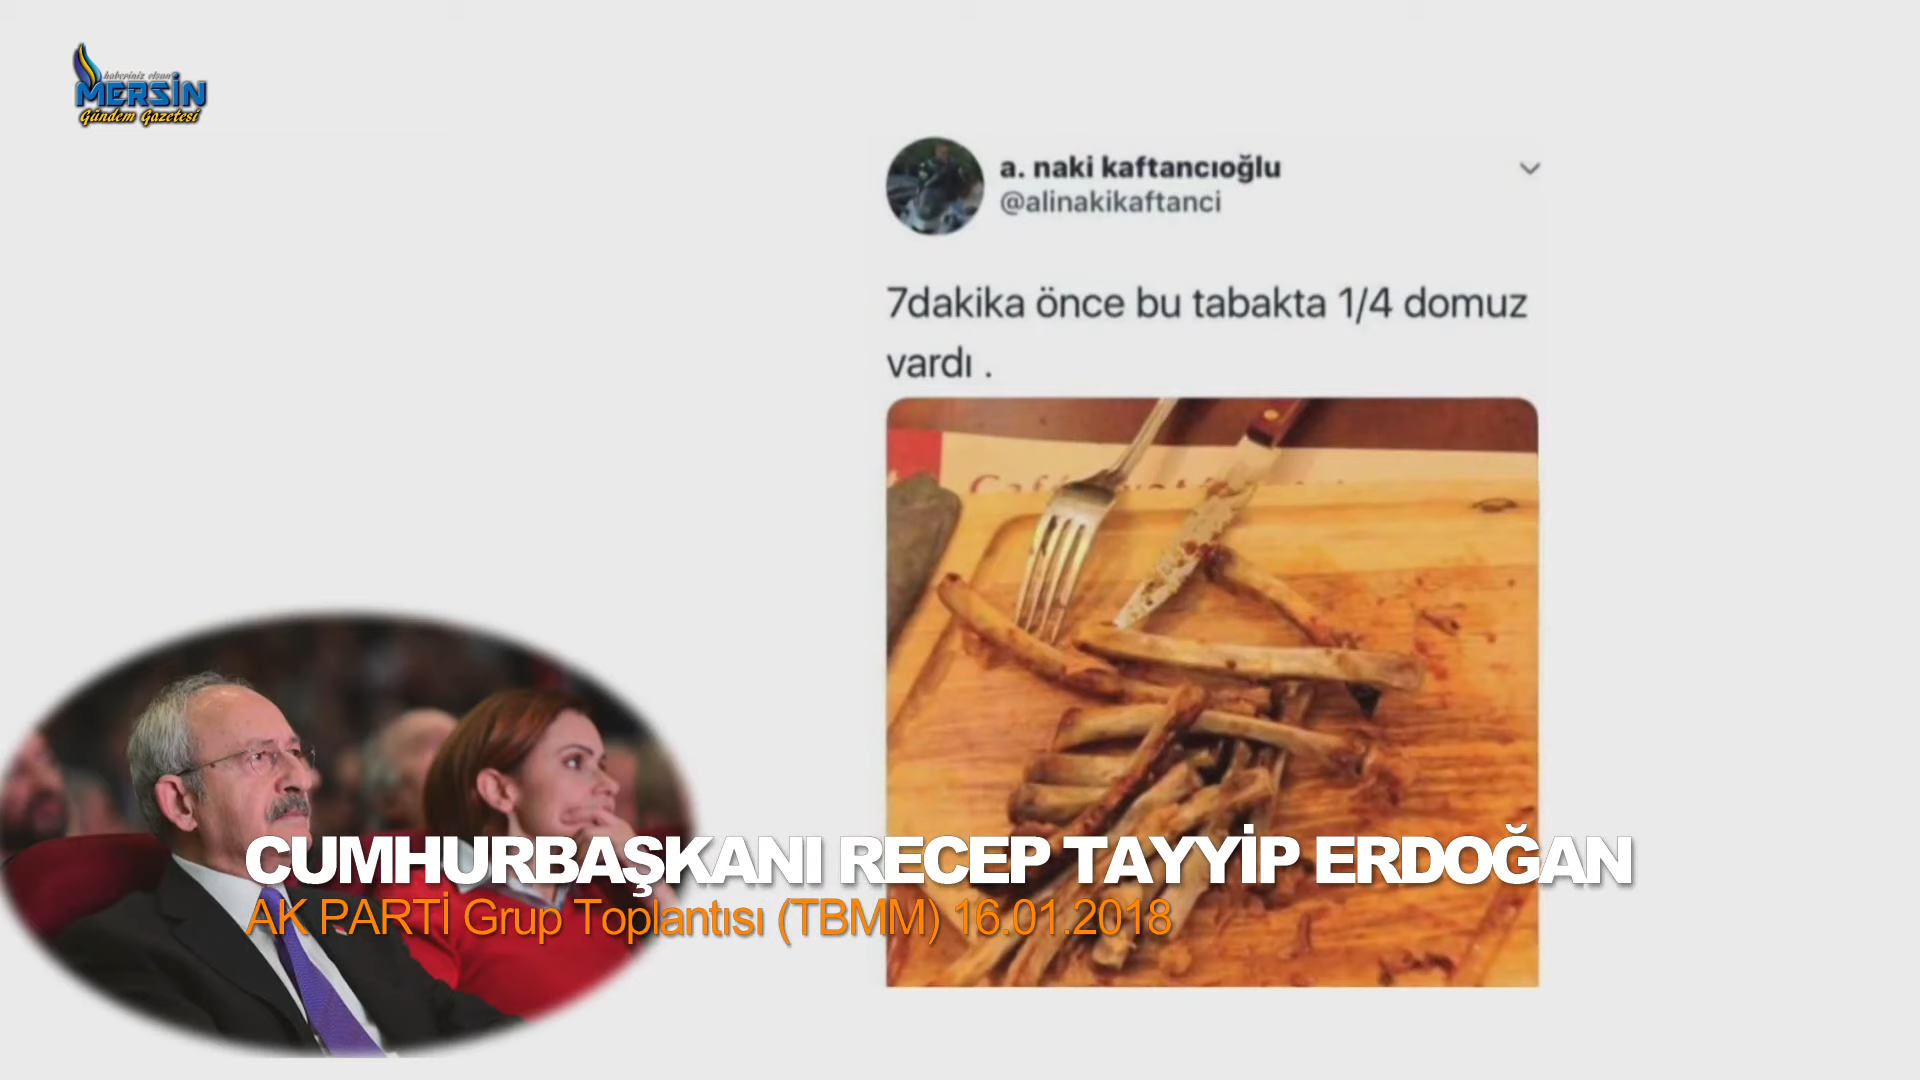 haberiniz olsun
MERSİN
Gündem Gazetesi
a. naki kaftancıoğlu
@alinakikaftanci
7dakika önce bu tabakta 1/4 domuz
vardı .
CUMHURBAŞKANI RECEP TAYYİP ERDOĞAN
AK PARTİ Grup Toplantısı (TBMM) 16.01.2018